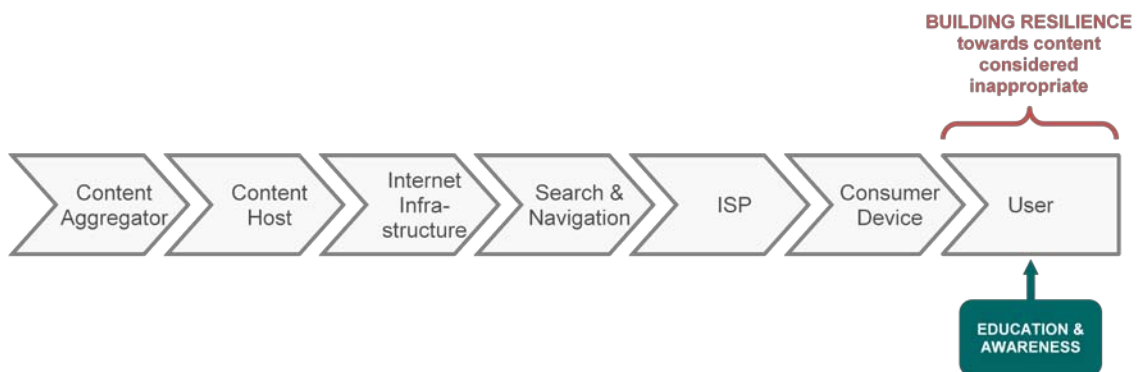 BUILDING RESILIENCE
towards content
considered
inappropriate
Content
Aggregator
Content
Host
Internet
Infra-
structure
Search &
Navigation
ISP
Consumer
Device
User
EDUCATION &
AWARENESS